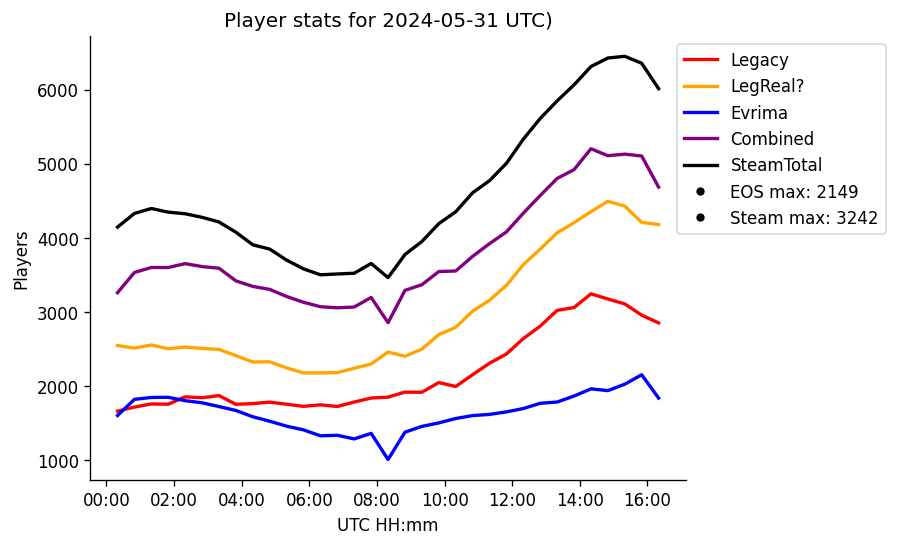 Player stats for 2024-05-31 UTC)
Players
6000
5000
4000
3000
2000
1000
00:00 02:00 04:00 06:00 08:00 10:00 12:00 14:00 16:00
UTC HH:mm
Legacy
LegReal?
Evrima
Combined
SteamTotal
EOS max: 2149
Steam max: 3242